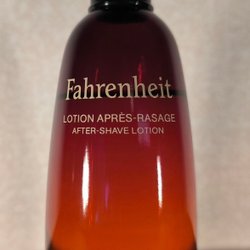 Fahrenheit
LOTION APRÈS-RASAGE
AFTER-SHAVE LOTION